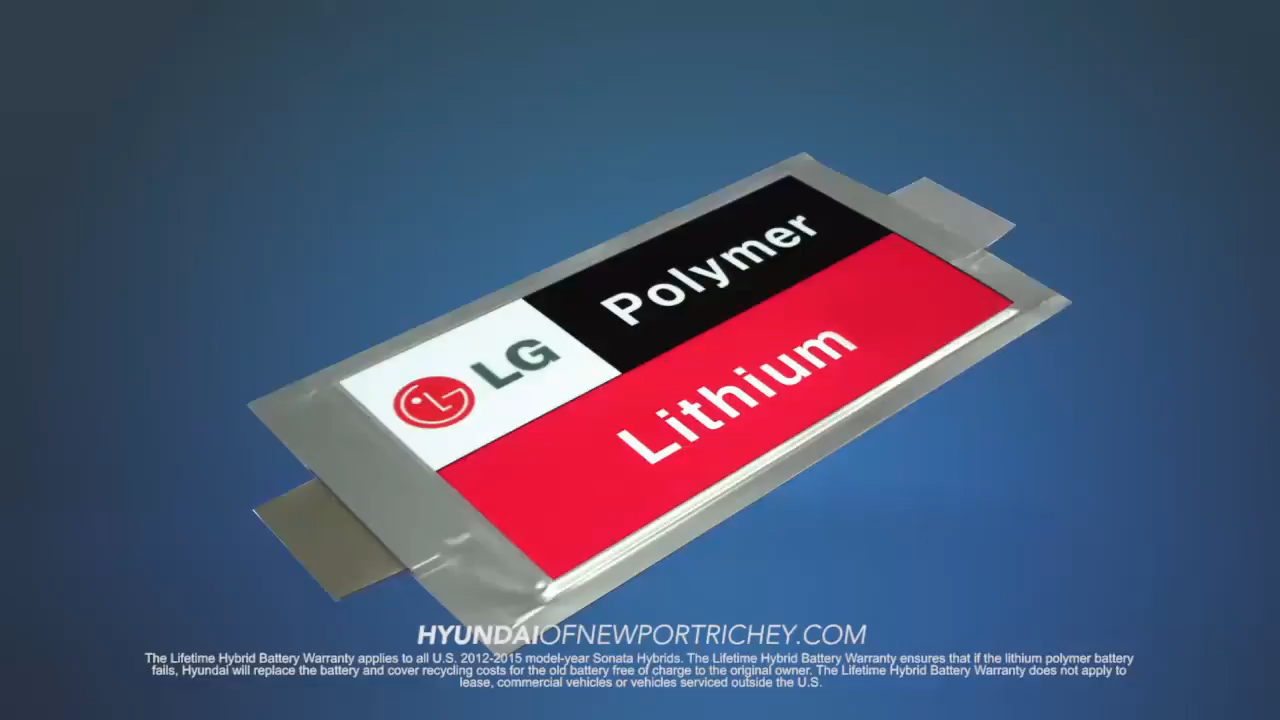 Polymer
LG
Lithium
HYUNDAIOFNEWPORTRICHEY.COM
The Lifetime Hybrid Battery Warranty applies to all U.S. 2012-2015 model-year Sonata Hybrids. The Lifetime Hybrid Battery Warranty ensures that if the lithium polymer battery
fails, Hyundai will replace the battery and cover recycling costs for the old battery free of charge to the original owner. The Lifetime Hybrid Battery Warranty does not apply to
lease, commercial vehicles or vehicles serviced outside the U.S.